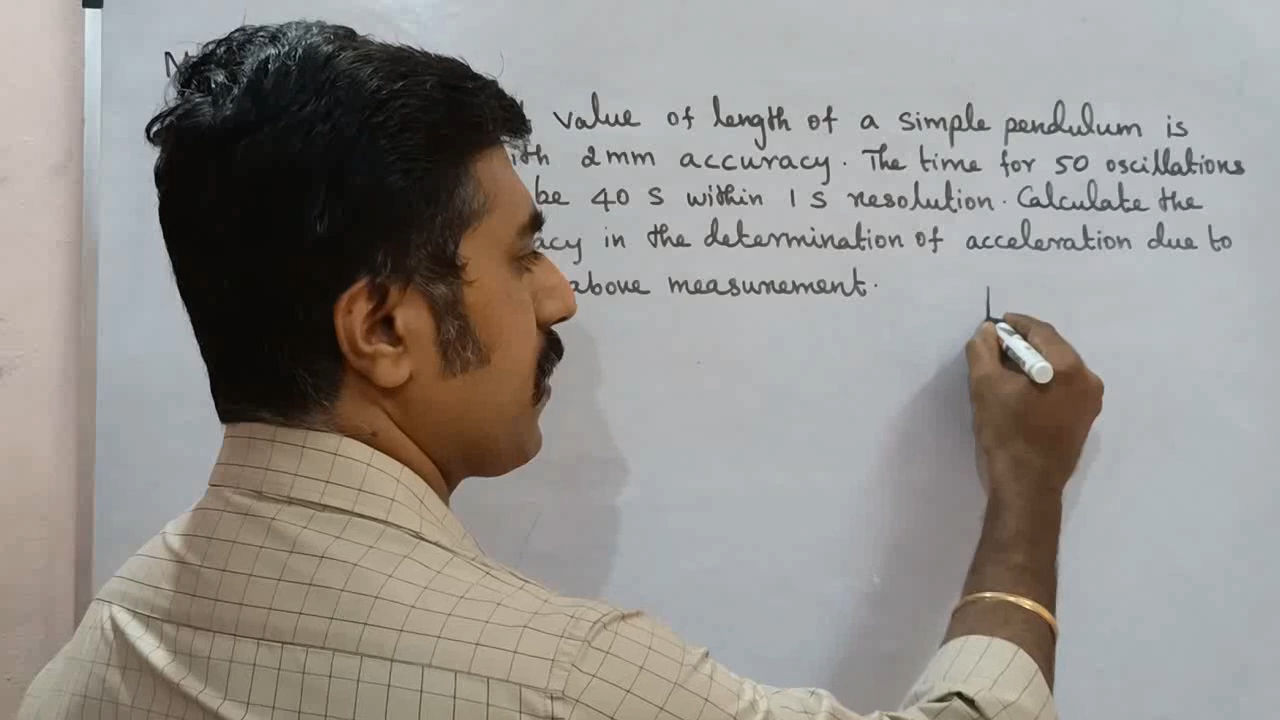 value of length of a simple pendulum is
2mm accuracy. The time for 50 oscillations
be 40 s within 1 s resolution. Calculate the
in the determination of acceleration due to
above measurement.